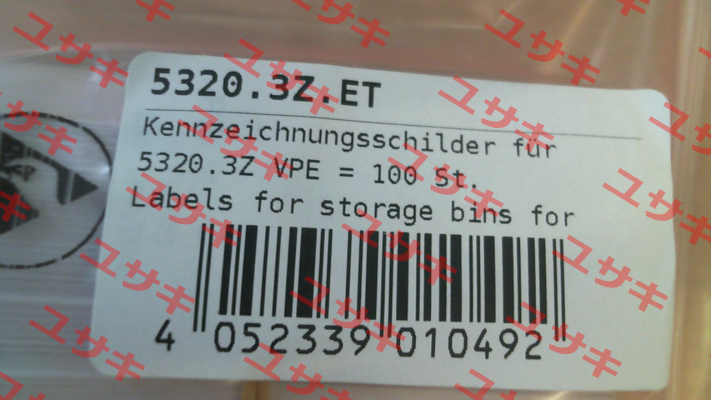 5320.3Z.ET
Kennzeichnungsschilder für
5320.3Z VPE = 100 St.
Labels for storage bins for
4 052339 010492
ユサキ